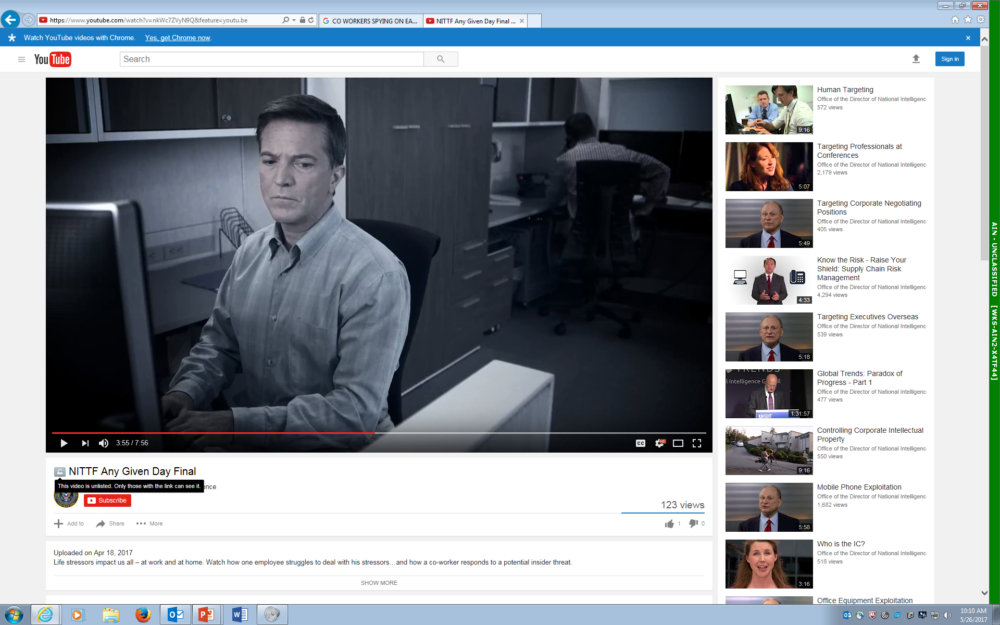 https://www.youtube.com/watch?v=nkWc7ZVyN9Q&feature=youtu.be
CO WORKERS SPYING ON EA...
NITTF Any Given Day Final ...
Watch YouTube videos with Chrome. Yes, get Chrome now.
YouTube
Search
Sign in
3:55 / 7:56
CC
HD
NITTF Any Given Day Final
This video is unlisted. Only those with the link can see it.
ence
Subscribe
123 views
Add to
Share
More
1
0
Uploaded on Apr 18, 2017
Life stressors impact us all – at work and at home. Watch how one employee struggles to deal with his stressors…and how a co-worker responds to a potential insider threat.
SHOW MORE
Human Targeting
Office of the Director of National Intelligenc
572 views
9:16
Targeting Professionals at
Conferences
Office of the Director of National Intelligenc
2,179 views
5:07
Targeting Corporate Negotiating
Positions
Office of the Director of National Intelligenc
405 views
5:49
Know the Risk - Raise Your
Shield: Supply Chain Risk
Management
Office of the Director of National Intelligenc
4,294 views
4:33
Targeting Executives Overseas
Office of the Director of National Intelligenc
539 views
5:18
Global Trends: Paradox of
Progress - Part 1
Office of the Director of National Intelligenc
477 views
TRENDS
l Intelligence
KNIGHT
1:31:57
Controlling Corporate Intellectual
Property
Office of the Director of National Intelligenc
550 views
9:16
Mobile Phone Exploitation
Office of the Director of National Intelligenc
1,682 views
5:58
Who is the IC?
Office of the Director of National Intelligenc
518 views
3:16
Office Equipment Exploitation
AIN - UNCLASSIFIED [WKS-AIN2-X4TF44]
10:10 AM
5/26/2017